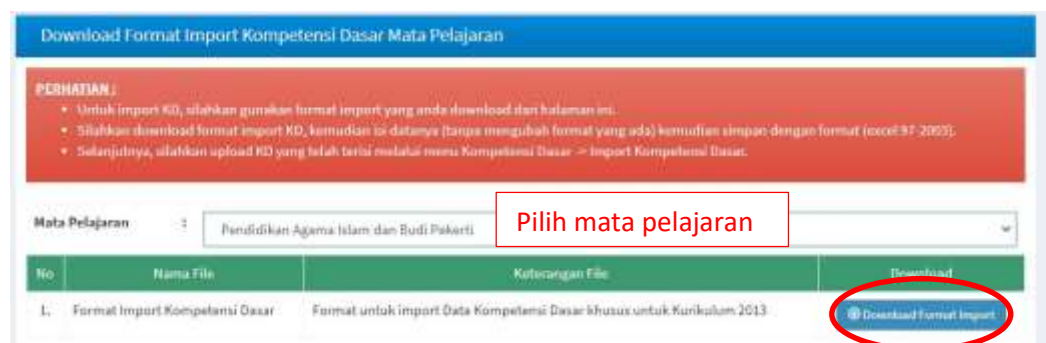 Download Format Import Kompetensi Dasar Mata Pelajaran
PERHATIAN :
• Untuk import KD, silahkan gunakan format import yang anda download dari halaman ini.
• Silahkan download format import KD, kemudian isi datanya (tanpa mengubah format yang ada) kemudian simpan dengan format (excel 97-2003).
• Selanjutnya, silahkan upload KD yang telah terisi melalui menu Kompetensi Dasar -> Import Kompetensi Dasar.
Mata Pelajaran : Pendidikan Agama Islam dan Budi Pekerti Pilih mata pelajaran
No Nama File Keterangan File Download
1. Format Import Kompetensi Dasar Format untuk import Data Kompetensi Dasar khusus untuk Kurikulum 2013 Download Format Import